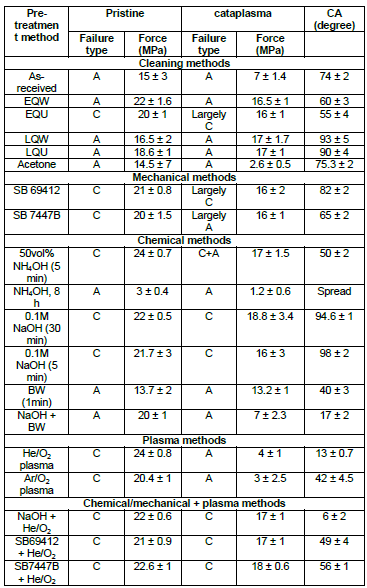 Pre-treatment method Pristine cataplasma CA (degree)
Failure type Force (MPa) Failure type Force (MPa)
Cleaning methods
As-received A 15 ± 3 A 7 ± 1.4 74 ± 2
EQW A 22 ± 1.6 A 16.5 ± 1 60 ± 3
EQU C 20 ± 1 Largely C 16 ± 1 55 ± 4
LQW A 16.5 ± 2 A 17 ± 1.7 93 ± 5
LQU A 18.6 ± 1 A 17 ± 1 90 ± 4
Acetone A 14.5 ± 7 A 2.6 ± 0.5 75.3 ± 2
Mechanical methods
SB 69412 C 21 ± 0.8 Largely C 16 ± 2 82 ± 2
SB 7447B C 20 ± 1.5 Largely A 16 ± 1 65 ± 2
Chemical methods
50vol% NH₄OH (5 min) C 24 ± 0.7 C+A 17 ± 1.5 50 ± 2
NH₄OH, 8 h A 3 ± 0.4 A 1.2 ± 0.6 Spread
0.1M NaOH (30 min) C 22 ± 0.5 C 18.8 ± 3.4 94.6 ± 1
0.1M NaOH (5 min) C 21.7 ± 3 C 16 ± 3 98 ± 2
BW (1min) A 13.7 ± 2 A 13.2 ± 1 40 ± 3
NaOH + BW A 20 ± 1 A 7 ± 2.3 17 ± 2
Plasma methods
He/O₂ plasma C 24 ± 0.8 A 4 ± 1 13 ± 0.7
Ar/O₂ plasma C 20.4 ± 1 A 3 ± 2.5 42 ± 4.5
Chemical/mechanical + plasma methods
NaOH + He/O₂ C 22 ± 0.6 C 17 ± 1 6 ± 2
SB69412 + He/O₂ C 21 ± 0.9 C 17 ± 1 49 ± 4
SB7447B + He/O₂ C 22.6 ± 1 C 18 ± 0.6 56 ± 1